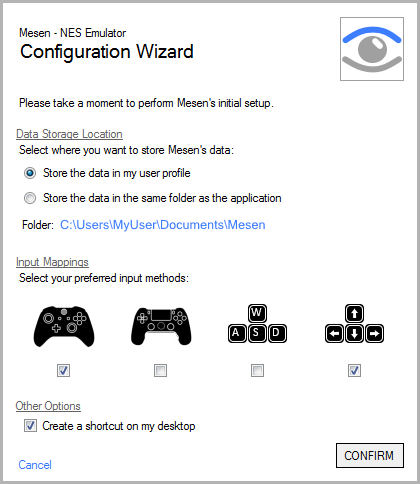 Mesen - NES Emulator
Configuration Wizard
Please take a moment to perform Mesen's initial setup.
Data Storage Location
Select where you want to store Mesen's data:
Store the data in my user profile
Store the data in the same folder as the application
Folder: C:\Users\MyUser\Documents\Mesen
Input Mappings
Select your preferred input methods:
W
A S D
Other Options
Create a shortcut on my desktop
Cancel
CONFIRM